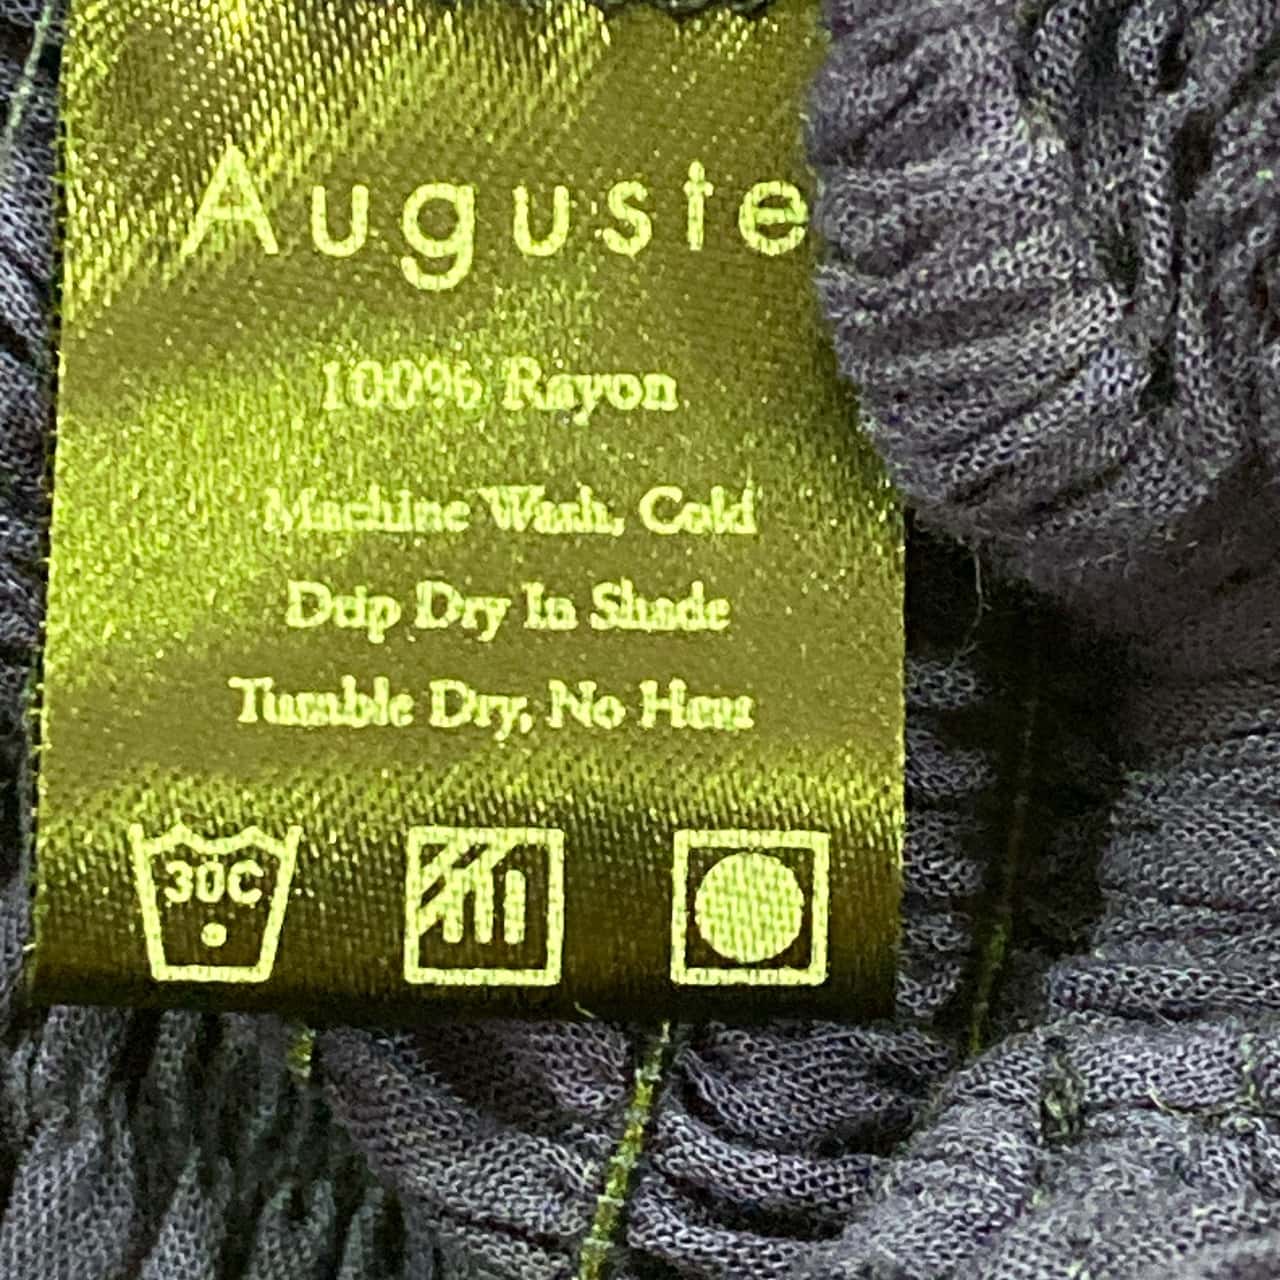 Auguste
100% Rayon
Machine Wash, Cold
Drip Dry In Shade
Tumble Dry, No Heat
30C